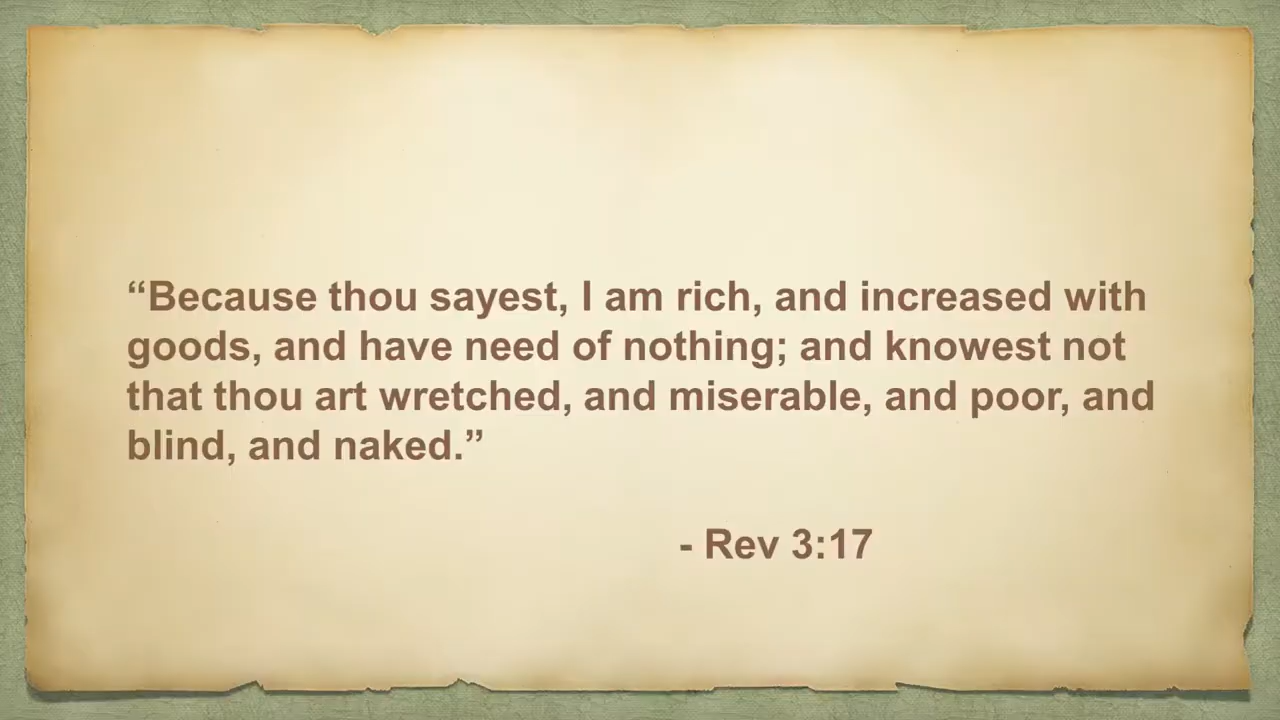 “Because thou sayest, I am rich, and increased with
goods, and have need of nothing; and knowest not
that thou art wretched, and miserable, and poor, and
blind, and naked.”
- Rev 3:17